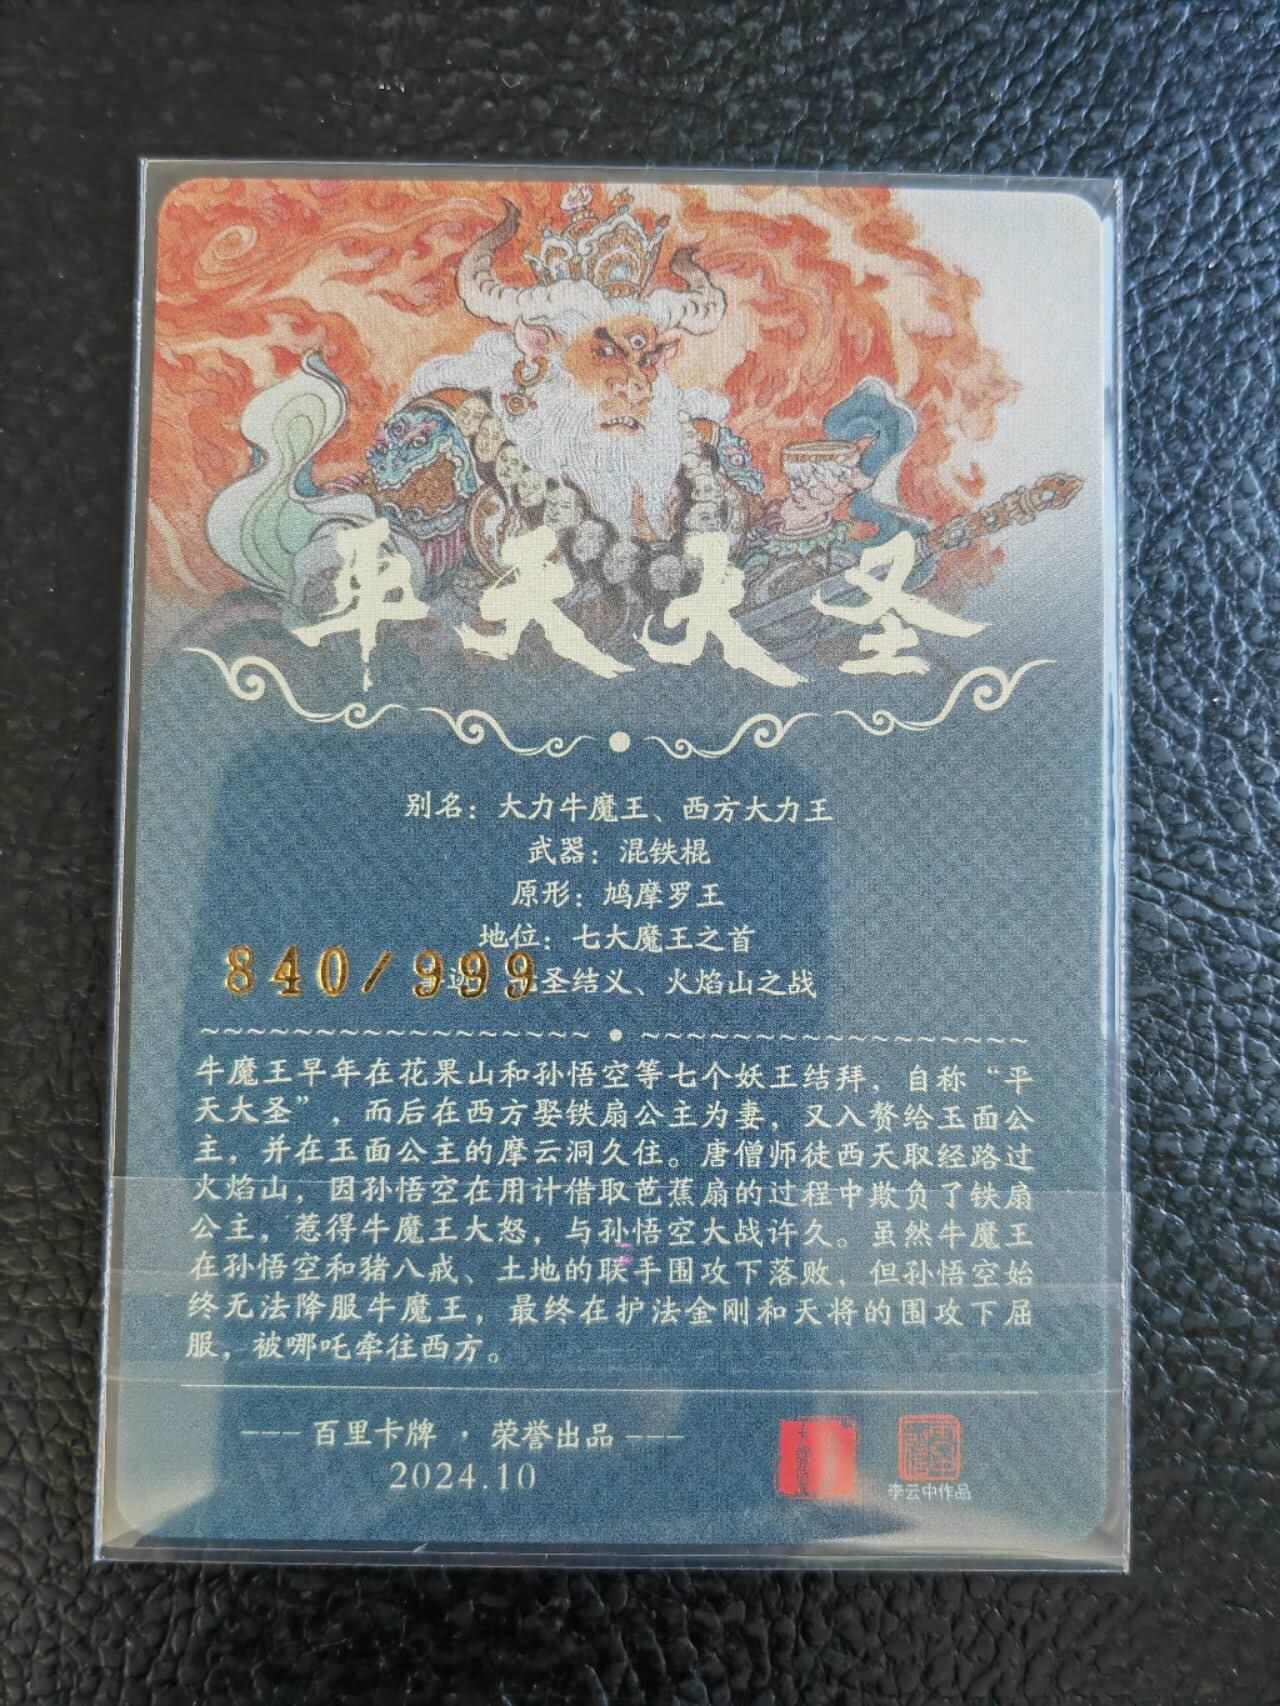 平天大圣
别名：大力牛魔王、西方大力王
武器：混铁棍
原形：鸠摩罗王
地位：七大魔王之首
840/999 圣结义、火焰山之战
牛魔王早年在花果山和孙悟空等七个妖王结拜，自称“平
天大圣”，而后在西方娶铁扇公主为妻，又入赘给玉面公
主，并在玉面公主的摩云洞久住。唐僧师徒西天取经路过
火焰山，因孙悟空在用计借取芭蕉扇的过程中欺负了铁扇
公主，惹得牛魔王大怒，与孙悟空大战许久。虽然牛魔王
在孙悟空和猪八戒、土地的联手围攻下落败，但孙悟空始
终无法降服牛魔王，最终在护法金刚和天将的围攻下屈
服，被哪吒牵往西方。
---百里卡牌 · 荣誉出品---
2024.10
李云中作品